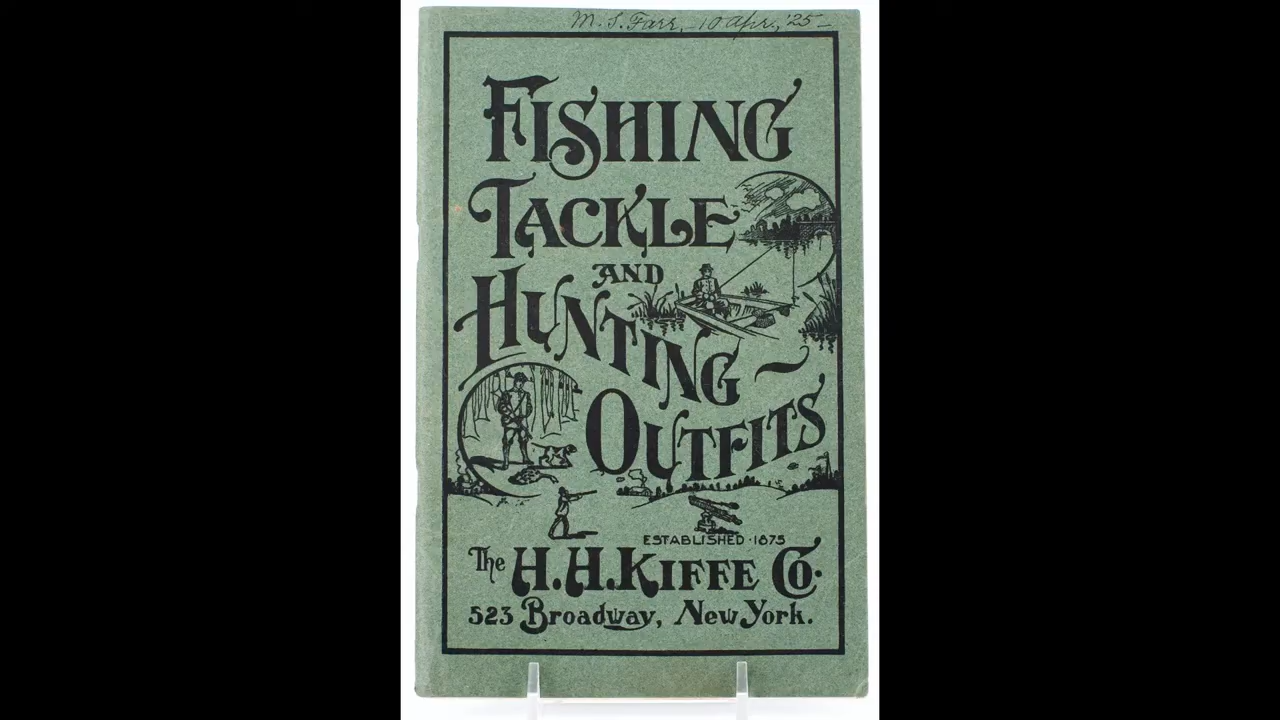 M. S. Farr, - 10 Apr., '25 -
FISHING
TACKLE
AND
HUNTING
OUTFITS
ESTABLISHED · 1875
The H. H. KIFFE Co.
523 Broadway, New York.